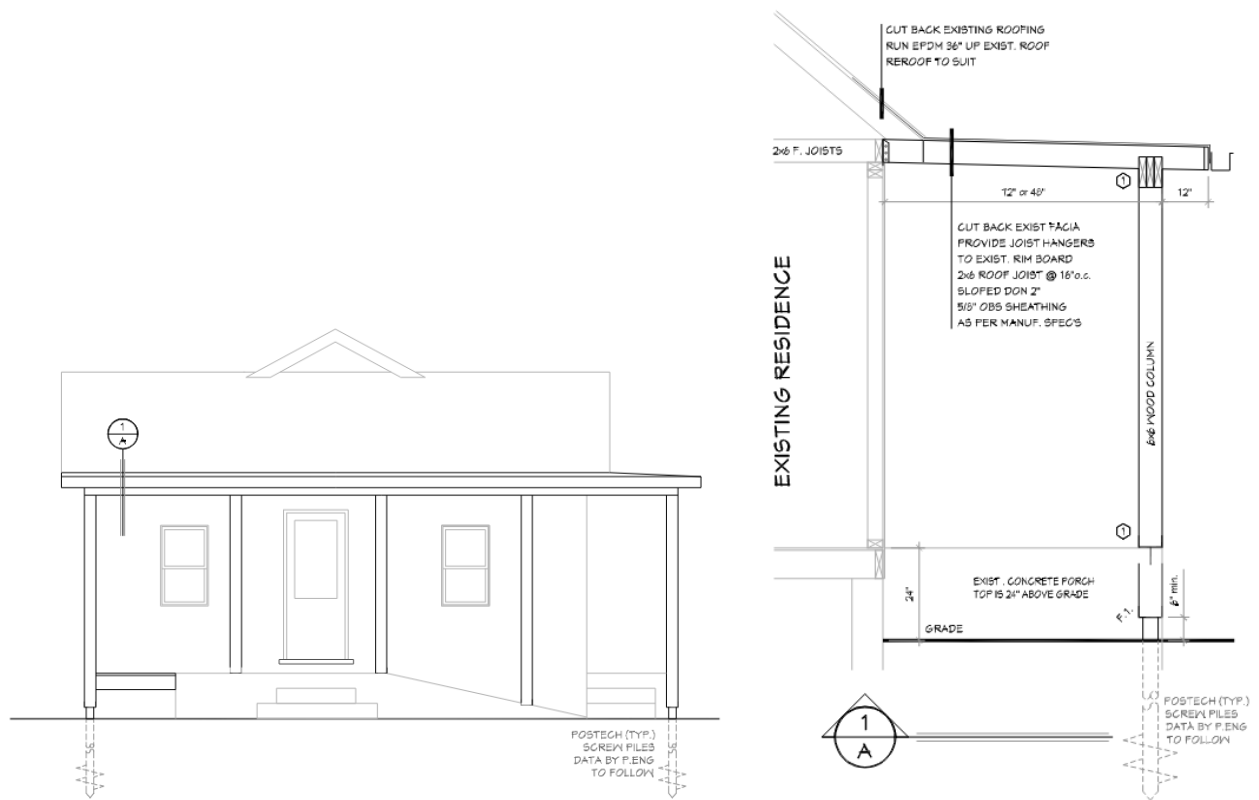 CUT BACK EXISTING ROOFING
RUN EPDM 36" UP EXIST. ROOF
REROOF TO SUIT
2x6 F. JOISTS
1
72" or 48"
12"
CUT BACK EXIST FACIA
PROVIDE JOIST HANGERS
TO EXIST. RIM BOARD
2x6 ROOF JOIST @ 16"o.c.
SLOPED DON 2"
5/8" OBS SHEATHING
AS PER MANUF. SPEC'S
EXISTING RESIDENCE
6x6 WOOD COLUMN
1
A
1
24"
EXIST. CONCRETE PORCH
TOP IS 24" ABOVE GRADE
F.1.
6" min.
GRADE
POSTECH (TYP.)
SCREW PILES
DATA BY P.ENG
TO FOLLOW
1
A
POSTECH (TYP.)
SCREW PILES
DATA BY P.ENG
TO FOLLOW